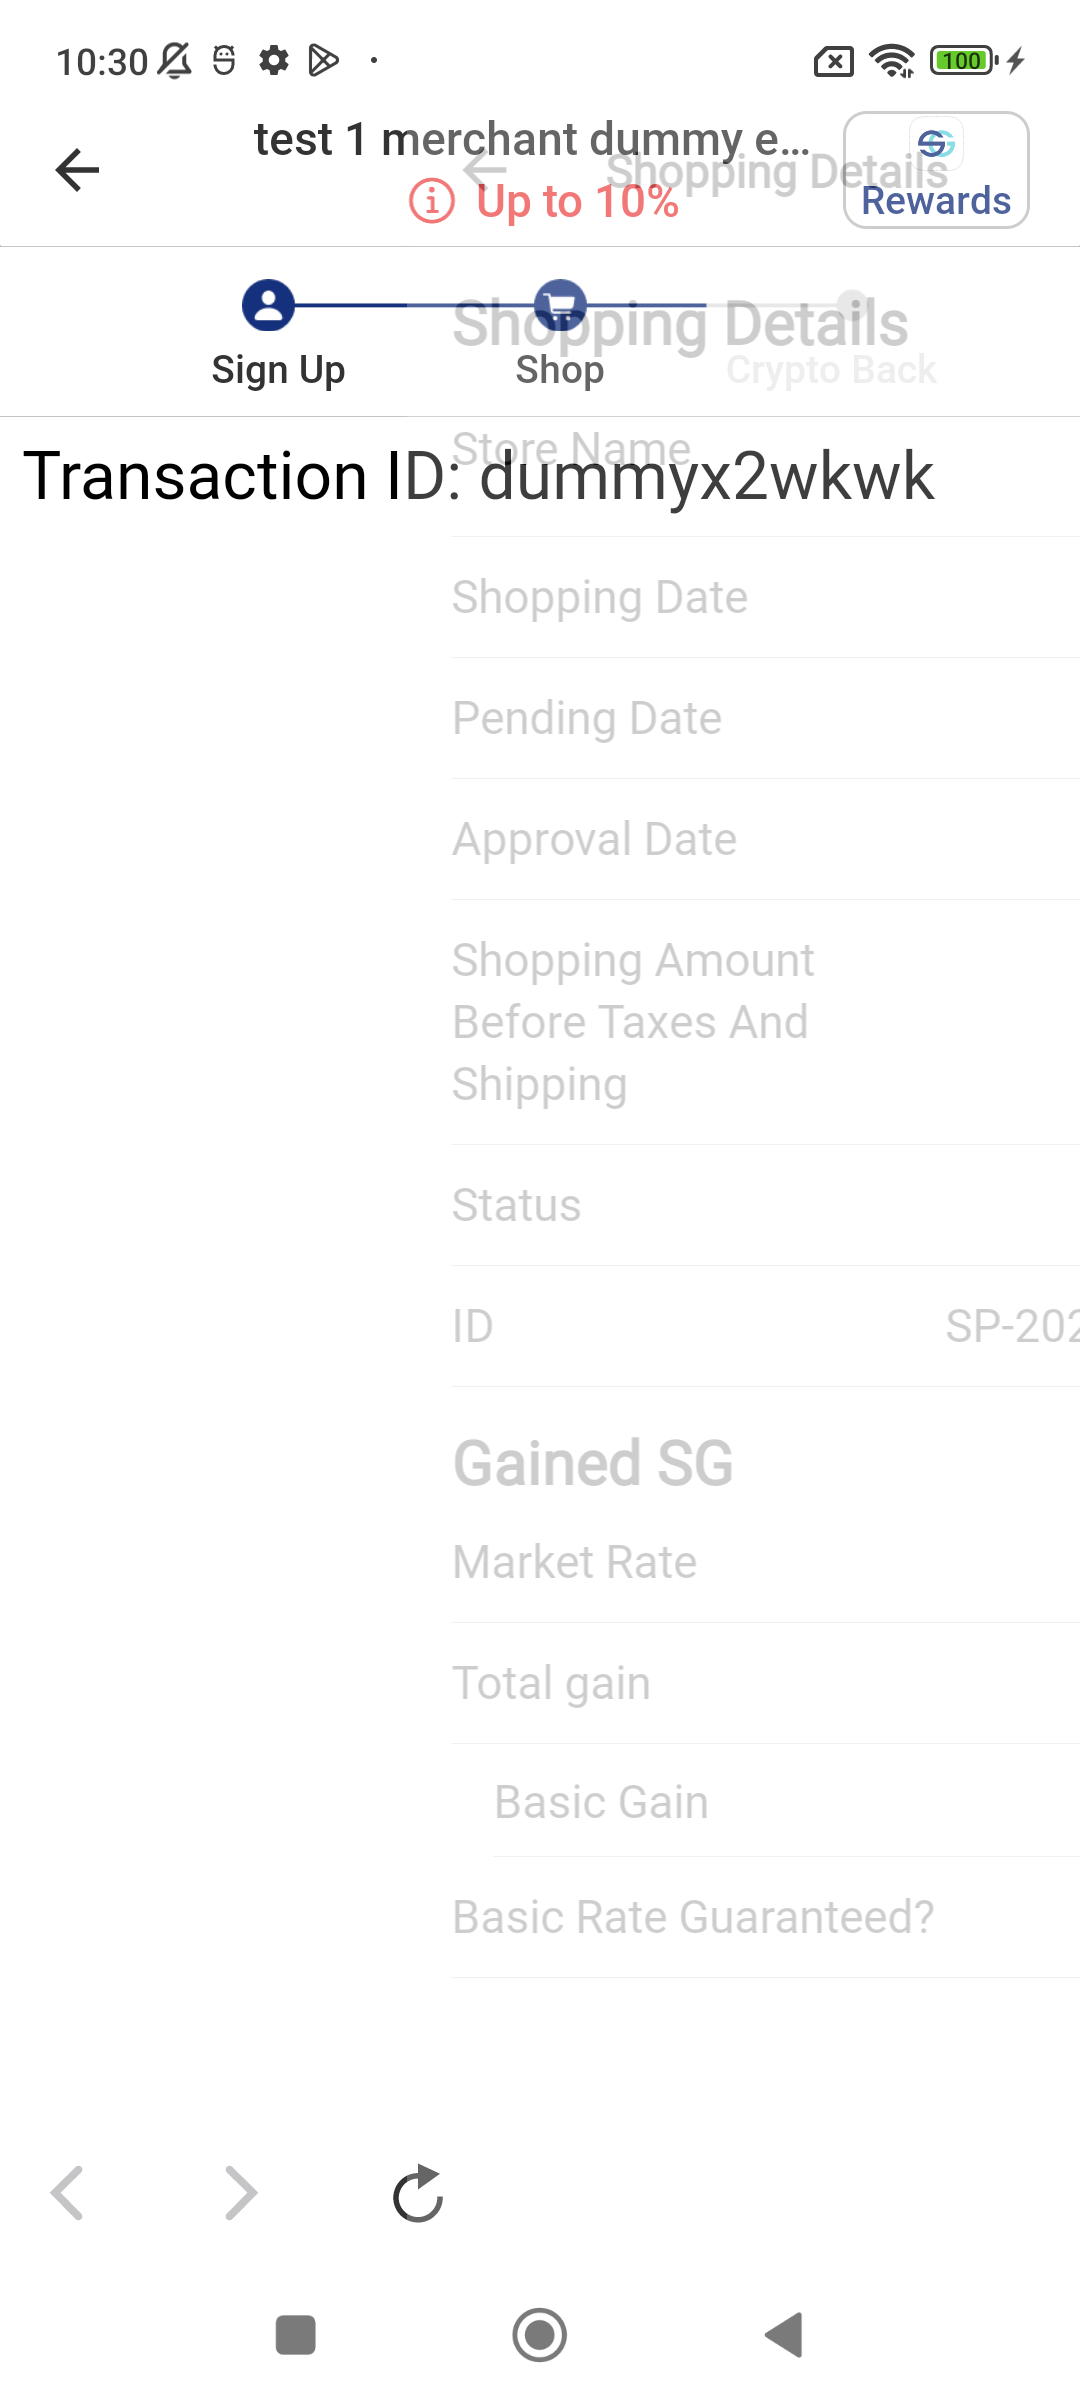 10:30
100
test 1 merchant dummy e...
Shopping Details
Up to 10%
Rewards
Shopping Details
Sign Up
Shop
Crypto Back
Store Name
Transaction ID: dummyx2wkwk
Shopping Date
Pending Date
Approval Date
Shopping Amount
Before Taxes And
Shipping
Status
ID SP-202
Gained SG
Market Rate
Total gain
Basic Gain
Basic Rate Guaranteed?